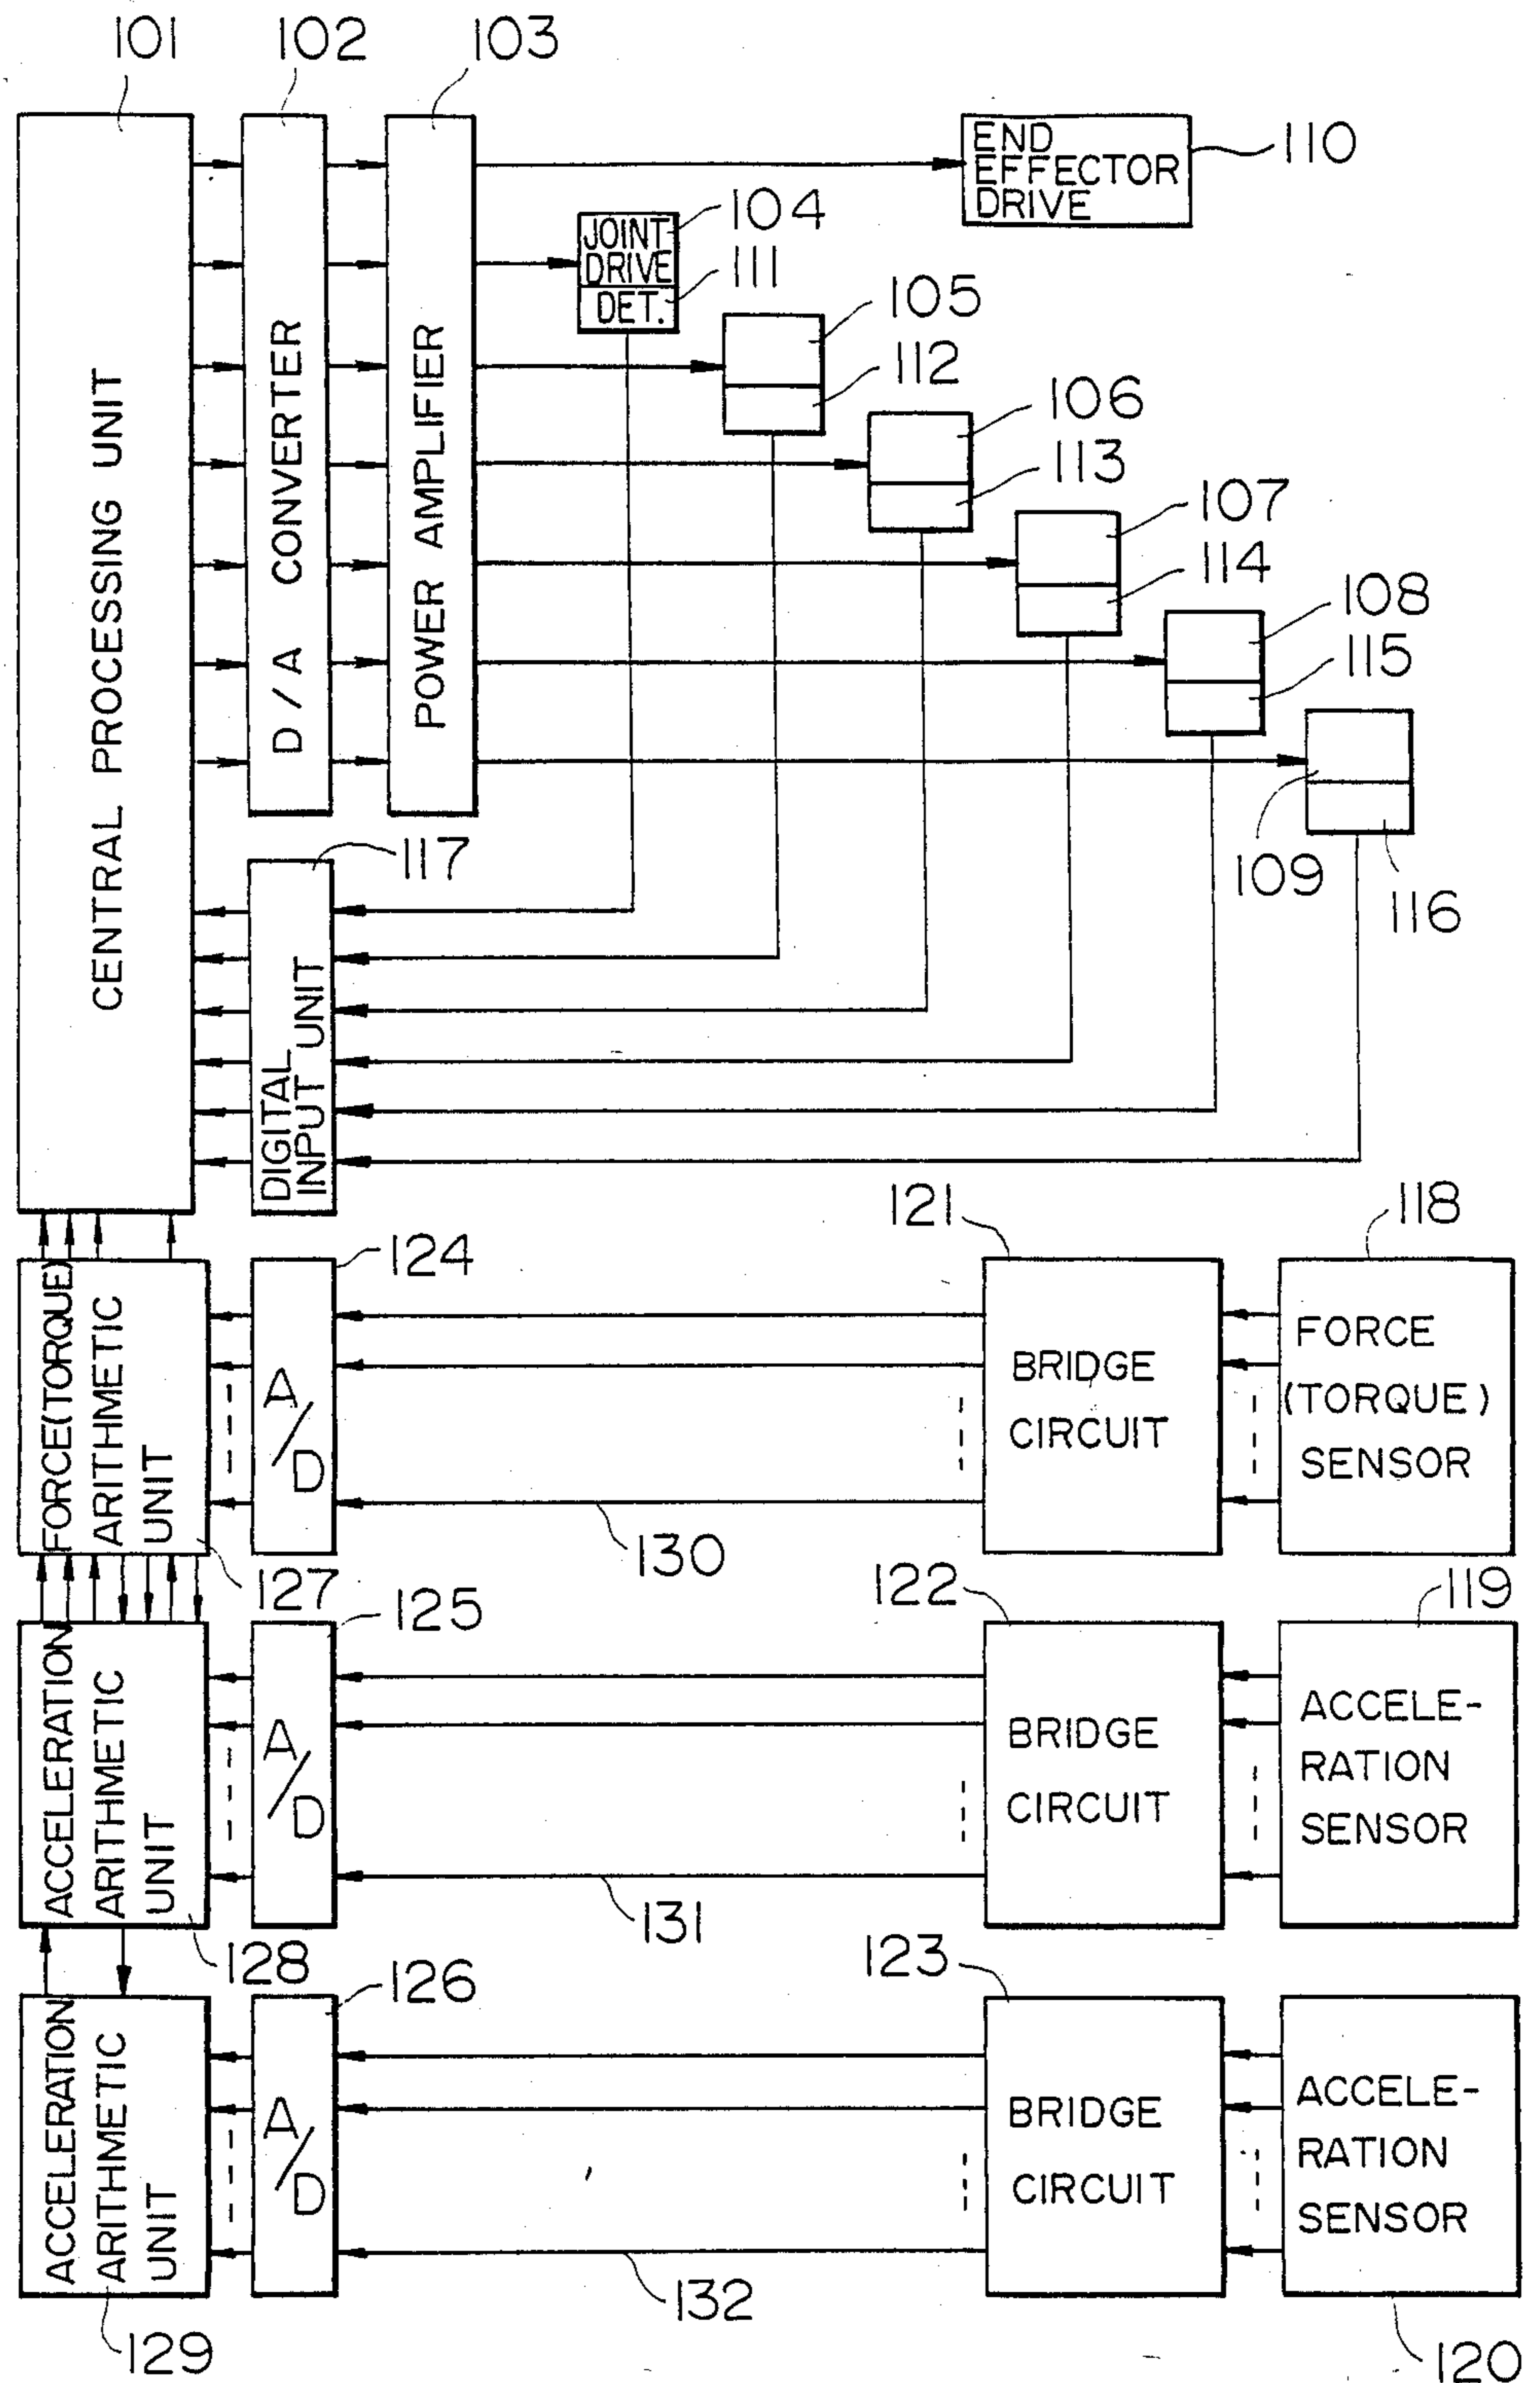 101
102
103
CENTRAL PROCESSING UNIT
D/A CONVERTER
POWER AMPLIFIER
END
EFFECTOR
DRIVE
110
JOINT
DRIVE
DET.
104
111
105
112
106
113
107
114
108
115
109
116
117
DIGITAL
INPUT UNIT
FORCE(TORQUE)
ARITHMETIC
UNIT
127
124
A/D
130
121
BRIDGE
CIRCUIT
118
FORCE
(TORQUE)
SENSOR
ACCELERATION
ARITHMETIC
UNIT
128
125
A/D
131
122
BRIDGE
CIRCUIT
119
ACCELE-
RATION
SENSOR
ACCELERATION
ARITHMETIC
UNIT
129
126
A/D
132
123
BRIDGE
CIRCUIT
ACCELE-
RATION
SENSOR
120